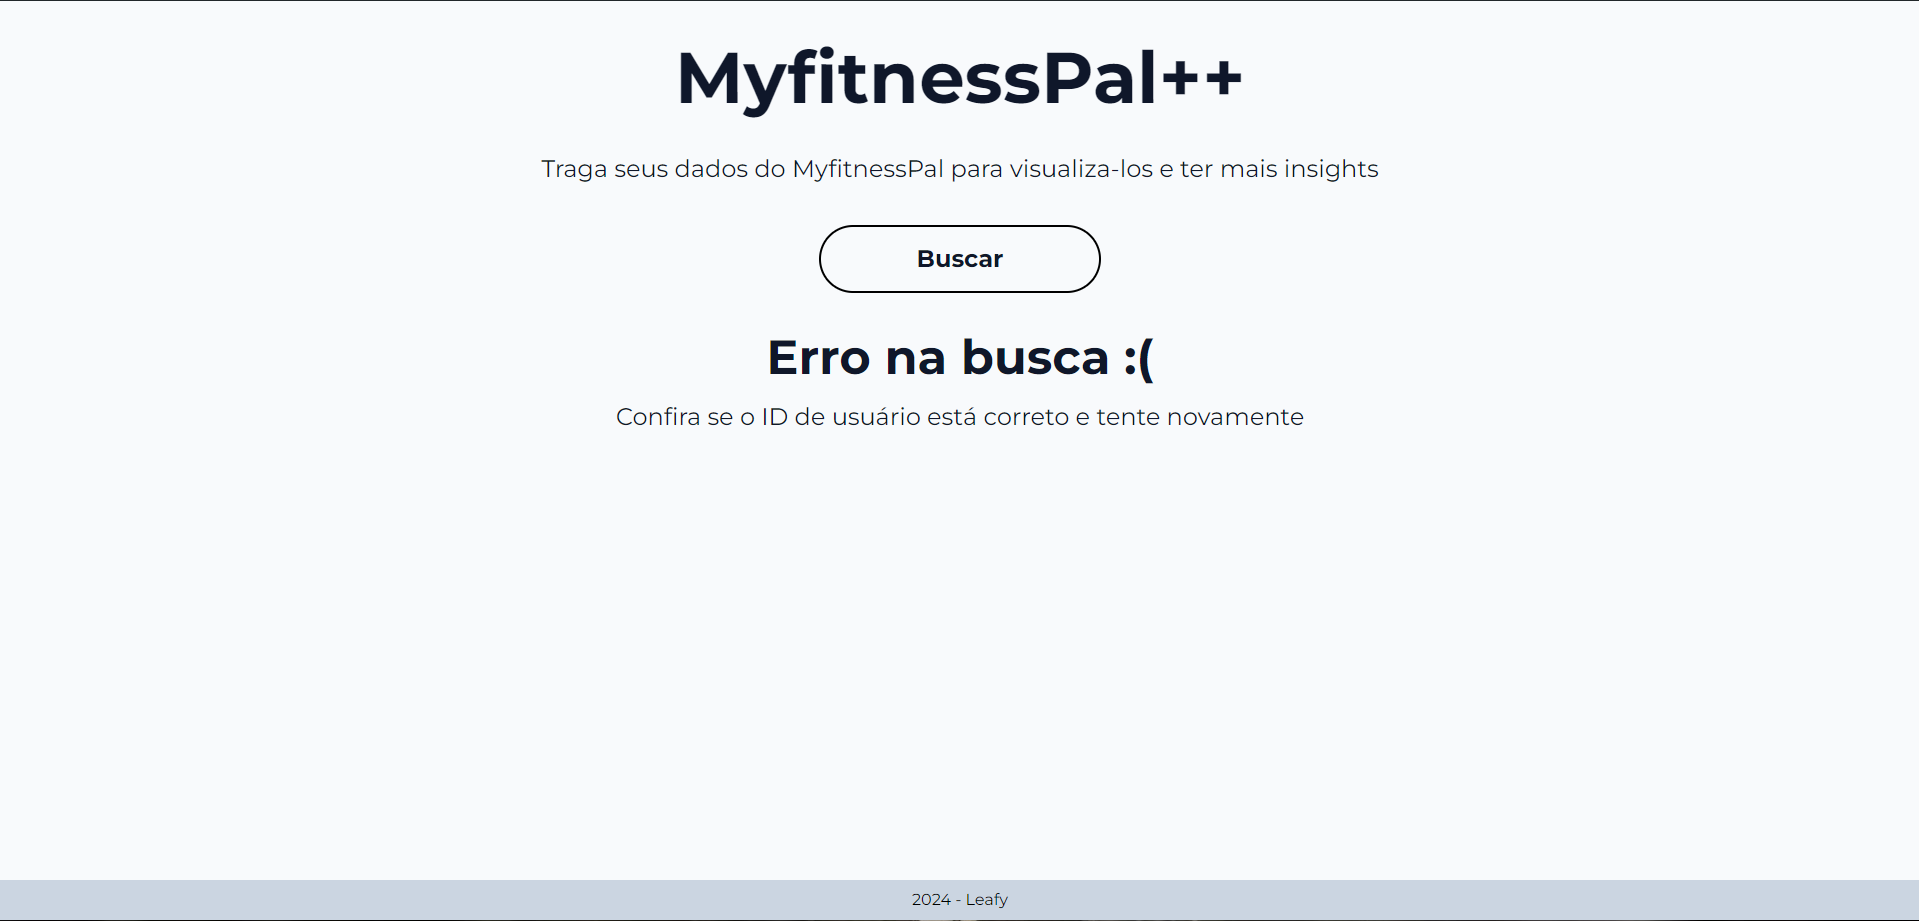 MyfitnessPal++
Traga seus dados do MyfitnessPal para visualiza-los e ter mais insights
Buscar
Erro na busca :(
Confira se o ID de usuário está correto e tente novamente
2024 - Leafy